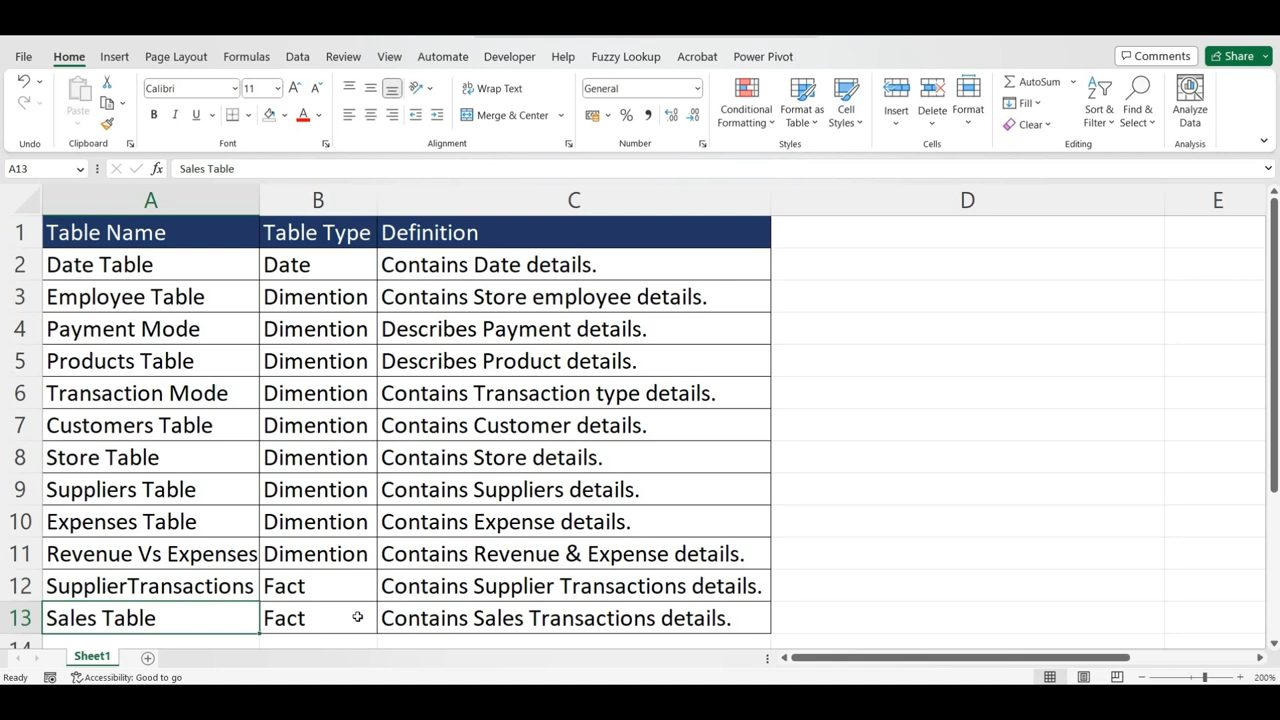 File Home Insert Page Layout Formulas Data Review View Automate Developer Help Fuzzy Lookup Acrobat Power Pivot Comments Share
Paste Calibri 11 Wrap Text General Conditional Formatting Format as Table Cell Styles Insert Delete Format AutoSum Fill Clear Sort & Filter Find & Select Analyze Data
B I U A Merge & Center % 9
Undo Clipboard Font Alignment Number Styles Cells Editing Analysis
A13 fx Sales Table
A B C D E
1 Table Name Table Type Definition
2 Date Table Date Contains Date details.
3 Employee Table Dimention Contains Store employee details.
4 Payment Mode Dimention Describes Payment details.
5 Products Table Dimention Describes Product details.
6 Transaction Mode Dimention Contains Transaction type details.
7 Customers Table Dimention Contains Customer details.
8 Store Table Dimention Contains Store details.
9 Suppliers Table Dimention Contains Suppliers details.
10 Expenses Table Dimention Contains Expense details.
11 Revenue Vs Expenses Dimention Contains Revenue & Expense details.
12 SupplierTransactions Fact Contains Supplier Transactions details.
13 Sales Table Fact Contains Sales Transactions details.
14
Sheet1
Ready Accessibility: Good to go 200%